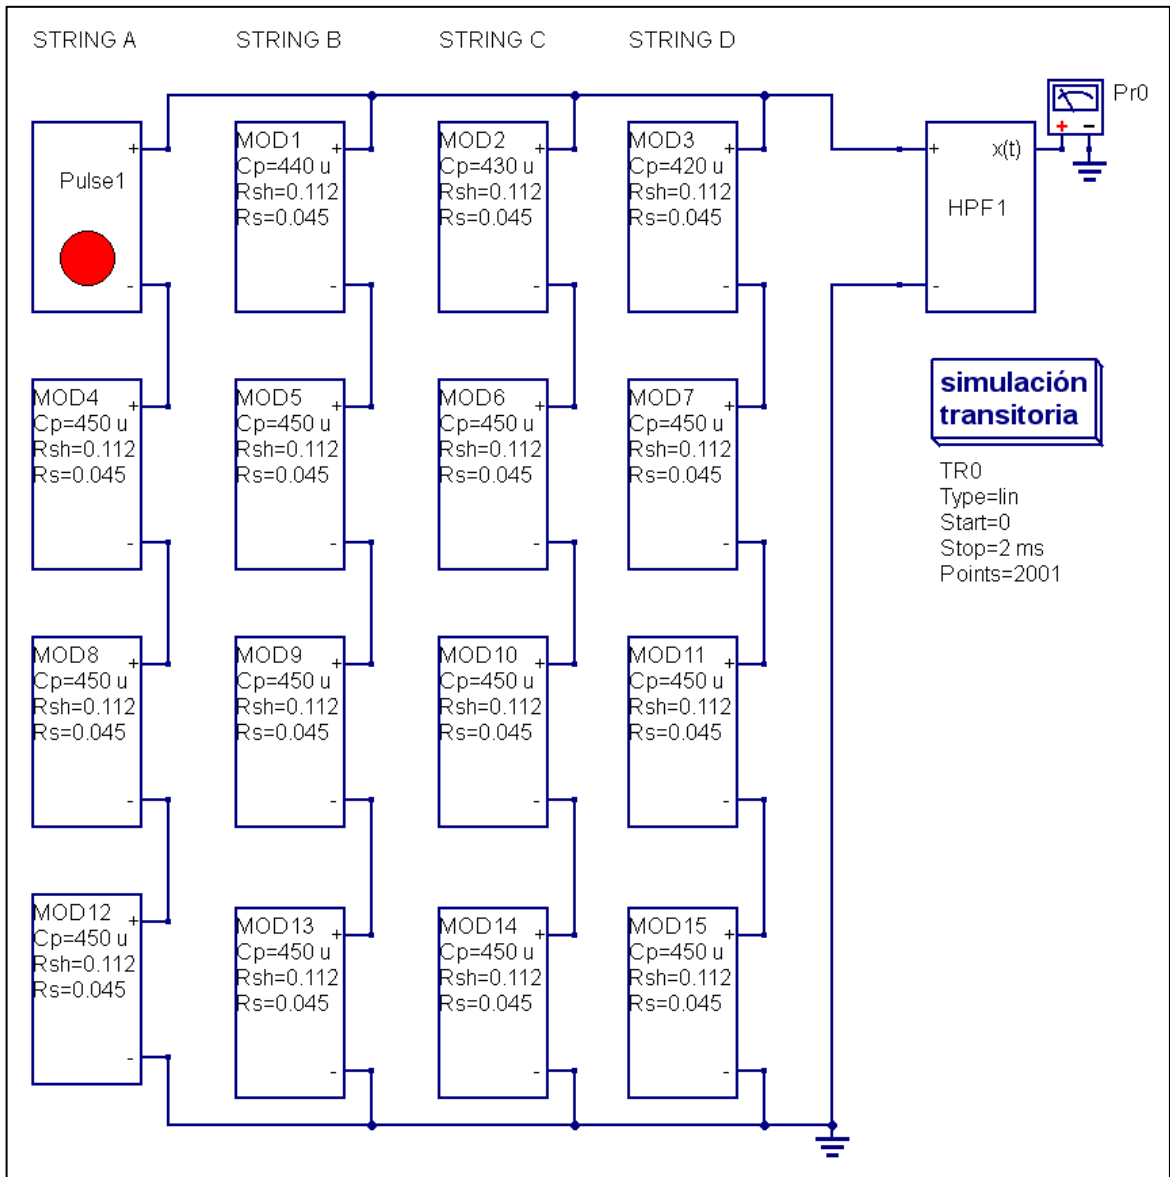 STRING A
STRING B
STRING C
STRING D
Pr0
+ -
+
Pulse1
-
MOD1
+
Cp=440 u
Rsh=0.112
Rs=0.045
-
MOD2
+
Cp=430 u
Rsh=0.112
Rs=0.045
-
MOD3
+
Cp=420 u
Rsh=0.112
Rs=0.045
-
+ x(t)
HPF1
-
MOD4
+
Cp=450 u
Rsh=0.112
Rs=0.045
-
MOD5
+
Cp=450 u
Rsh=0.112
Rs=0.045
-
MOD6
+
Cp=450 u
Rsh=0.112
Rs=0.045
-
MOD7
+
Cp=450 u
Rsh=0.112
Rs=0.045
-
simulación
transitoria
TR0
Type=lin
Start=0
Stop=2 ms
Points=2001
MOD8
+
Cp=450 u
Rsh=0.112
Rs=0.045
-
MOD9
+
Cp=450 u
Rsh=0.112
Rs=0.045
-
MOD10
+
Cp=450 u
Rsh=0.112
Rs=0.045
-
MOD11
+
Cp=450 u
Rsh=0.112
Rs=0.045
-
MOD12
+
Cp=450 u
Rsh=0.112
Rs=0.045
-
MOD13
+
Cp=450 u
Rsh=0.112
Rs=0.045
-
MOD14
+
Cp=450 u
Rsh=0.112
Rs=0.045
-
MOD15
+
Cp=450 u
Rsh=0.112
Rs=0.045
-